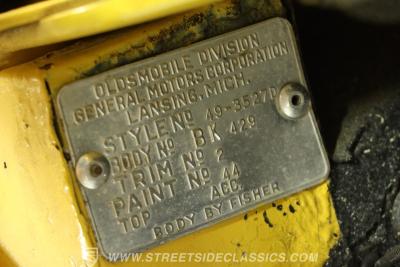 OLDSMOBILE DIVISION
GENERAL MOTORS CORPORATION
LANSING, MICH.
STYLE NO 49-3527D
BODY NO BK 429
TRIM NO 2
PAINT NO 44
TOP ACC.
BODY BY FISHER
WWW.STREETSIDECLASSICS.COM